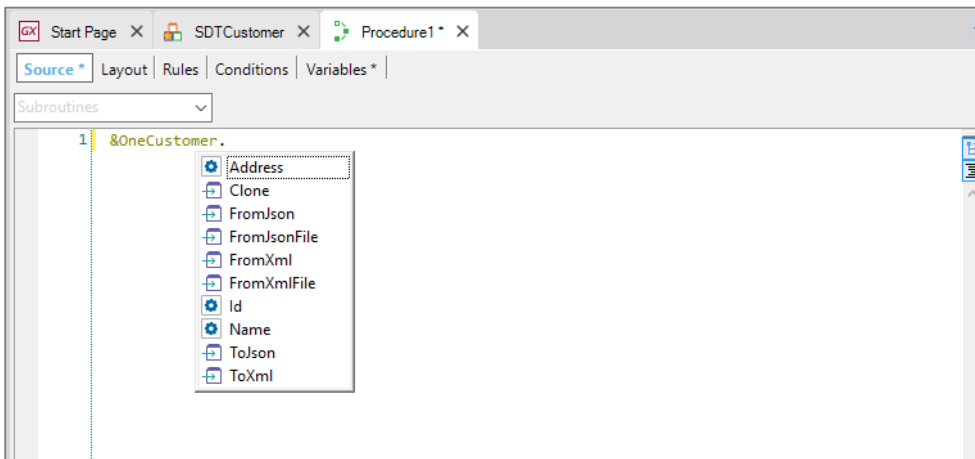 GX Start Page SDTCustomer Procedure1 *
Source * Layout Rules Conditions Variables *
Subroutines
1 &OneCustomer.
Address
Clone
FromJson
FromJsonFile
FromXml
FromXmlFile
Id
Name
ToJson
ToXml